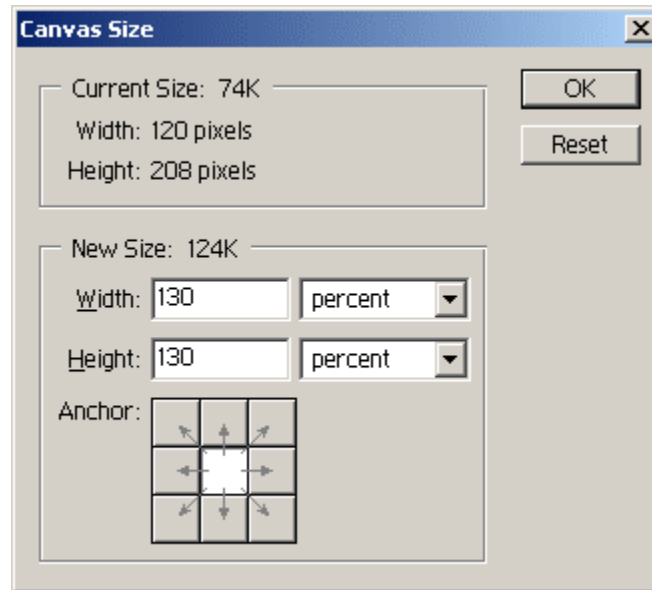 Canvas Size
Current Size: 74K
OK
Width: 120 pixels
Reset
Height: 208 pixels
New Size: 124K
Width: 130 percent
Height: 130 percent
Anchor: